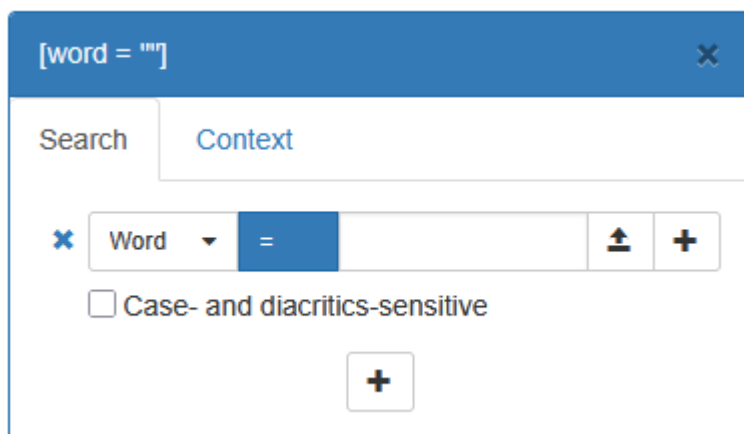 [word = ""]
Search Context
Word =
Case- and diacritics-sensitive